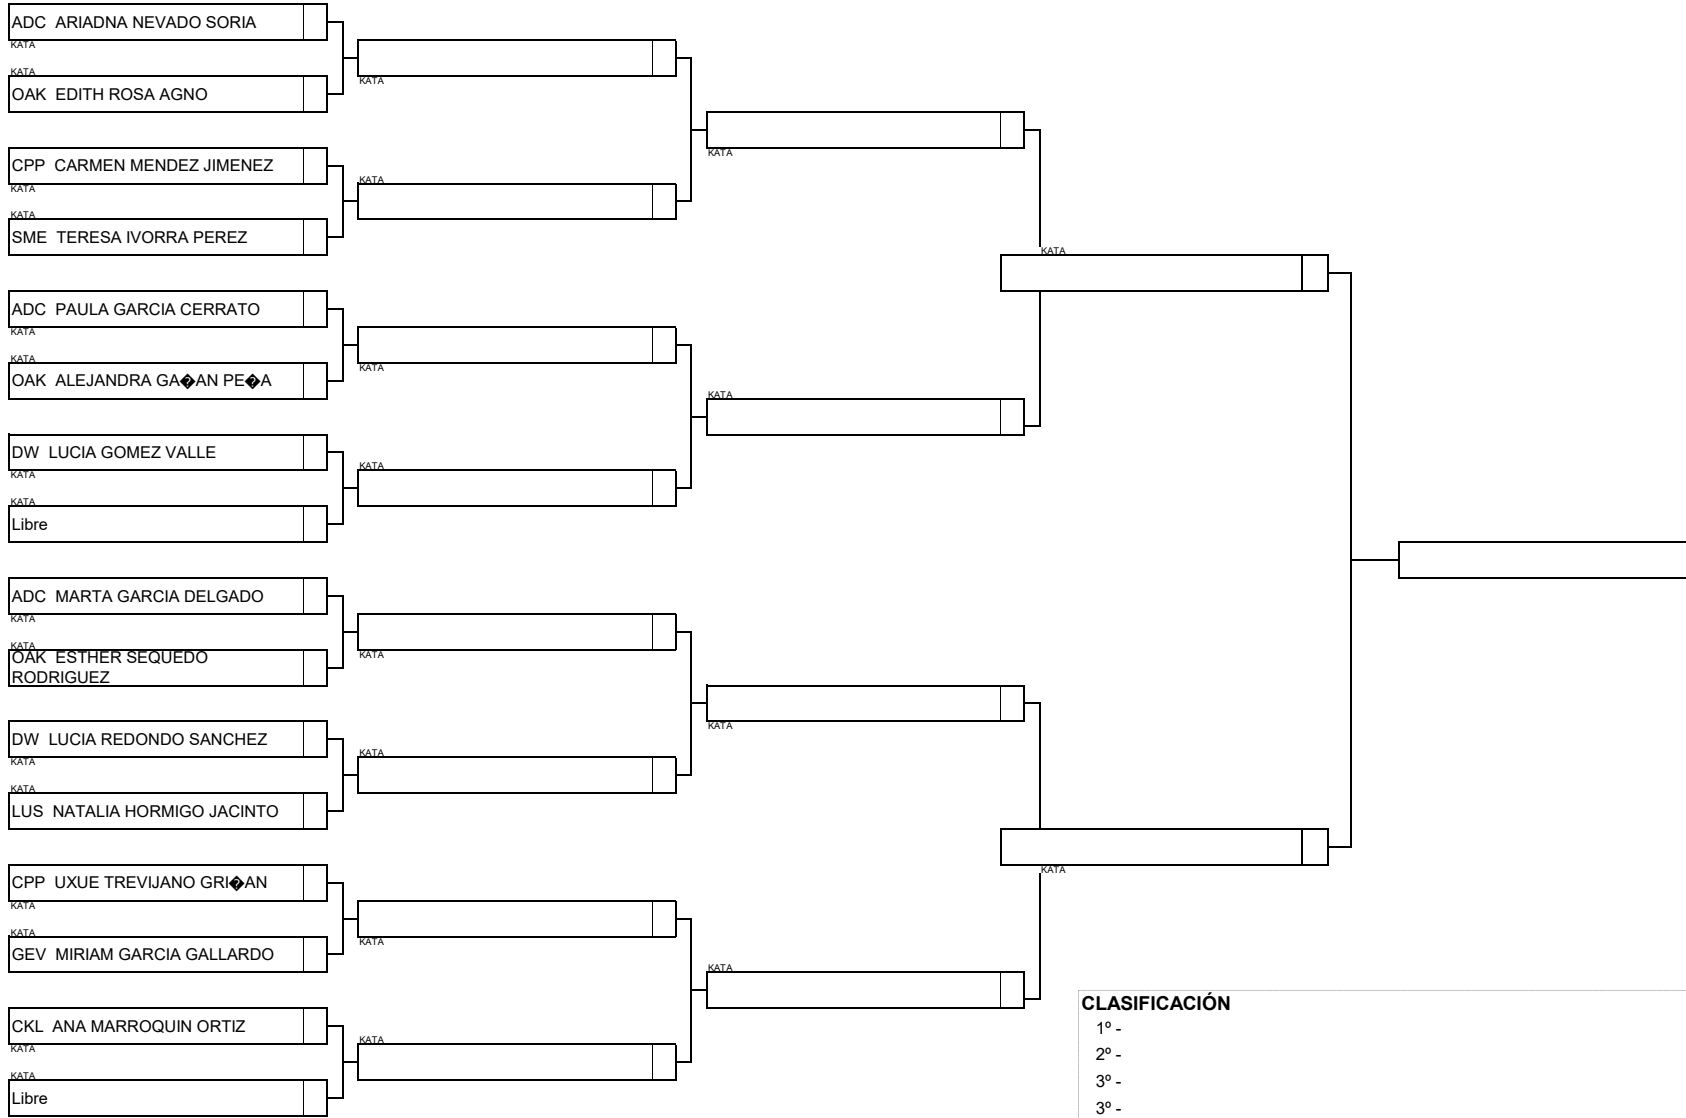 ADC ARIADNA NEVADO SORIA
KATA
KATA
OAK EDITH ROSA AGNO
CPP CARMEN MENDEZ JIMENEZ
KATA
KATA
SME TERESA IVORRA PEREZ
ADC PAULA GARCIA CERRATO
KATA
KATA
OAK ALEJANDRA GA�AN PE�A
DW LUCIA GOMEZ VALLE
KATA
KATA
Libre
ADC MARTA GARCIA DELGADO
KATA
KATA
OAK ESTHER SEQUEDO
RODRIGUEZ
DW LUCIA REDONDO SANCHEZ
KATA
KATA
LUS NATALIA HORMIGO JACINTO
CPP UXUE TREVIJANO GRI�AN
KATA
KATA
GEV MIRIAM GARCIA GALLARDO
CKL ANA MARROQUIN ORTIZ
KATA
KATA
Libre
KATA
KATA
KATA
KATA
KATA
KATA
KATA
KATA
KATA
KATA
KATA
KATA
KATA
KATA
CLASIFICACIÓN
1º -
2º -
3º -
3º -